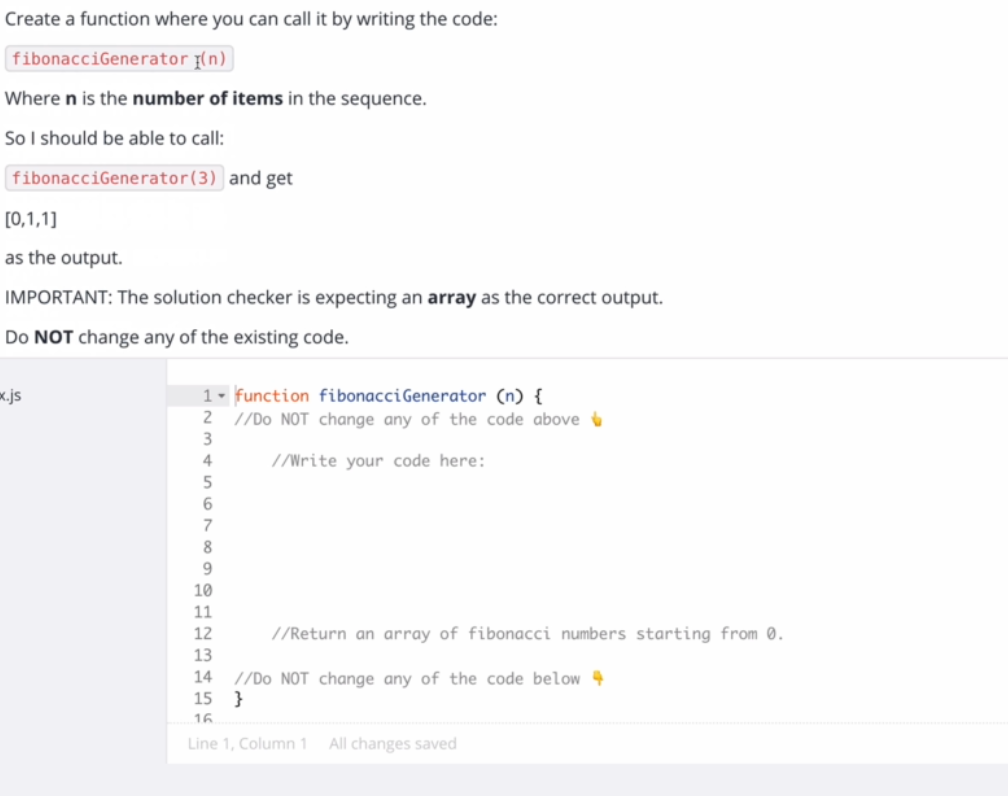 Create a function where you can call it by writing the code:
fibonacciGenerator (n)
Where n is the number of items in the sequence.
So I should be able to call:
fibonacciGenerator(3) and get
[0,1,1]
as the output.
IMPORTANT: The solution checker is expecting an array as the correct output.
Do NOT change any of the existing code.
x.js
1 function fibonacciGenerator (n) {
2 //Do NOT change any of the code above 👆
3
4 //Write your code here:
5
6
7
8
9
10
11
12 //Return an array of fibonacci numbers starting from 0.
13
14 //Do NOT change any of the code below 👇
15 }
16
Line 1, Column 1 All changes saved